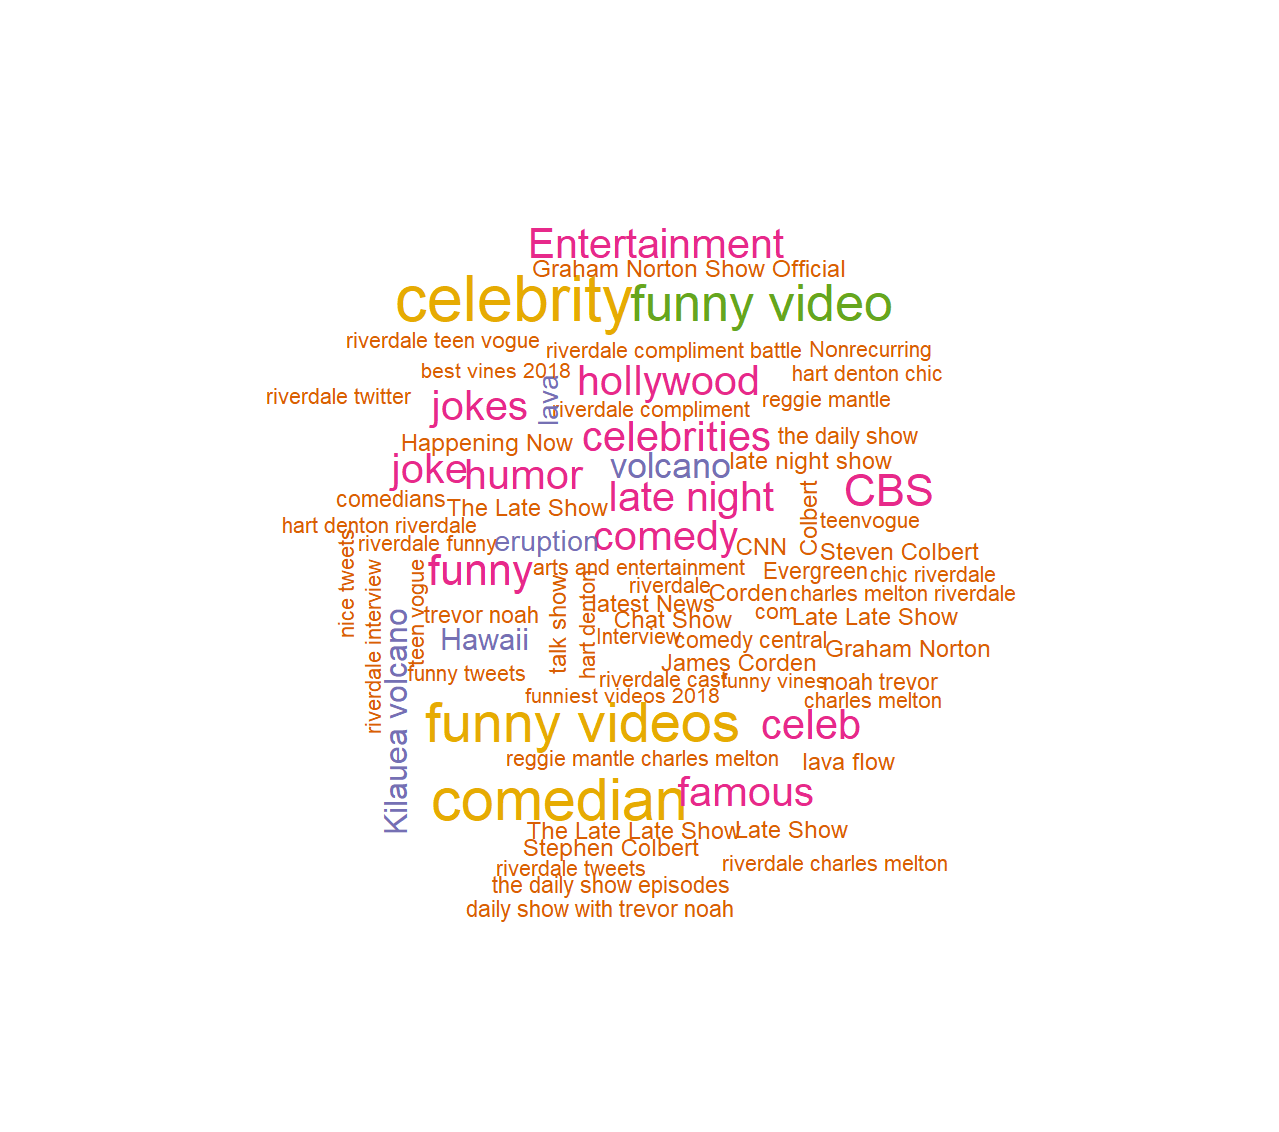 Entertainment
Graham Norton Show Official
celebrity
funny video
riverdale teen vogue
riverdale compliment battle
Nonrecurring
best vines 2018
lava
hollywood
hart denton chic
riverdale twitter
jokes
riverdale compliment
reggie mantle
Happening Now
celebrities
the daily show
joke
humor
volcano
late night show
comedians
The Late Show
late night
Colbert
CBS
hart denton riverdale
teenvogue
nice tweets
riverdale funny
eruption
comedy
CNN
Steven Colbert
riverdale interview
teen vogue
funny
arts and entertainment
talk show
hart denton
riverdale
Evergreen
chic riverdale
latest News
Corden
charles melton riverdale
Kilauea volcano
trevor noah
Chat Show
com
Late Late Show
Hawaii
Interview
comedy central
Graham Norton
James Corden
funny tweets
riverdale cast
funny vines
noah trevor
funniest videos 2018
charles melton
funny videos
celeb
reggie mantle charles melton
lava flow
comedian
famous
The Late Late Show
Late Show
Stephen Colbert
riverdale tweets
riverdale charles melton
the daily show episodes
daily show with trevor noah